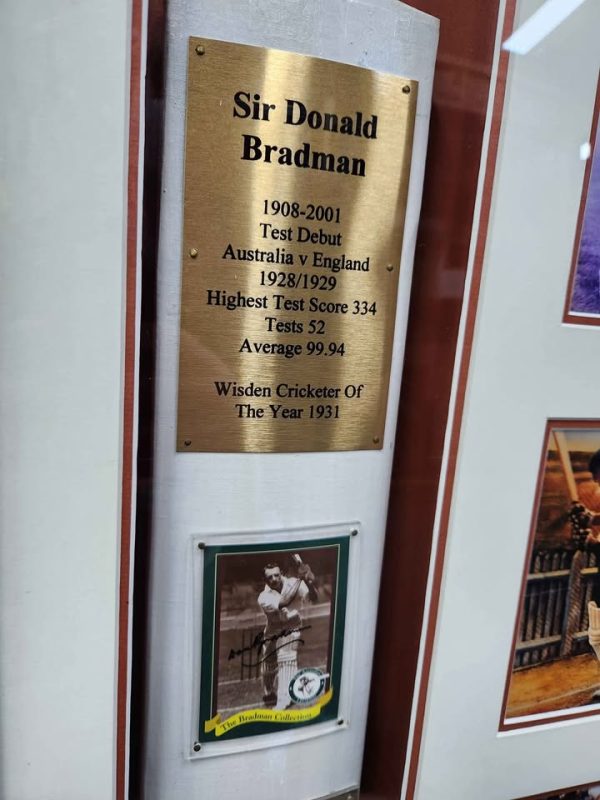 Sir Donald
Bradman
1908-2001
Test Debut
Australia v England
1928/1929
Highest Test Score 334
Tests 52
Average 99.94
Wisden Cricketer Of
The Year 1931
The Bradman Collection